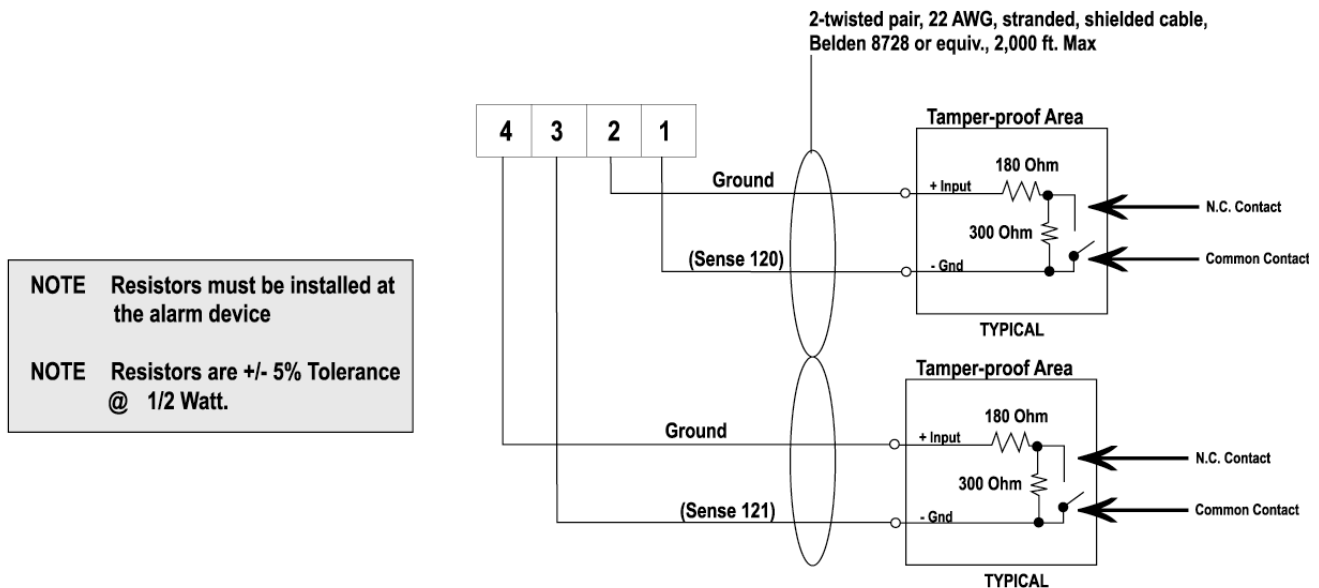 2-twisted pair, 22 AWG, stranded, shielded cable,
Belden 8728 or equiv., 2,000 ft. Max
4 3 2 1
Tamper-proof Area
180 Ohm
Ground
+ Input
N.C. Contact
300 Ohm
(Sense 120)
- Gnd
Common Contact
TYPICAL
NOTE Resistors must be installed at
the alarm device
NOTE Resistors are +/- 5% Tolerance
@ 1/2 Watt.
Tamper-proof Area
180 Ohm
Ground
+ Input
N.C. Contact
300 Ohm
(Sense 121)
- Gnd
Common Contact
TYPICAL